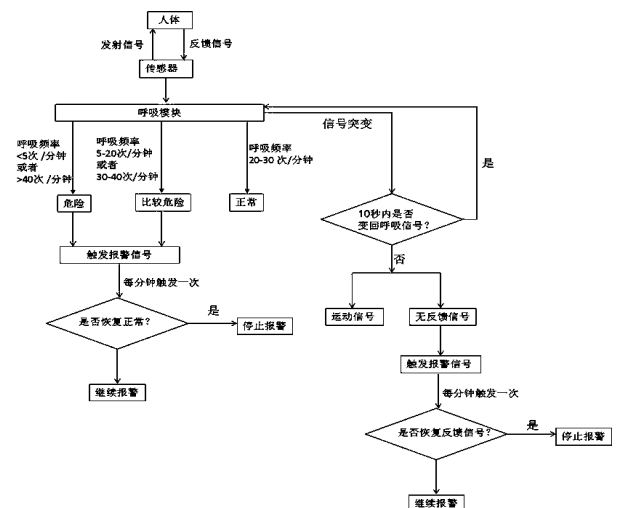 人体
发射信号
反馈信号
传感器
呼吸模块
信号突变
呼吸频率
<5次/分钟
或者
>40次/分钟
呼吸频率
5-20次/分钟
或者
30-40次/分钟
呼吸频率
20-30 次/分钟
是
危险
比较危险
正常
10秒内是否
变回呼吸信号?
触发报警信号
否
每分钟触发一次
是否恢复正常?
是
停止报警
运动信号
无反馈信号
触发报警信号
继续报警
每分钟触发一次
是否恢复反馈信号?
是
停止报警
继续报警